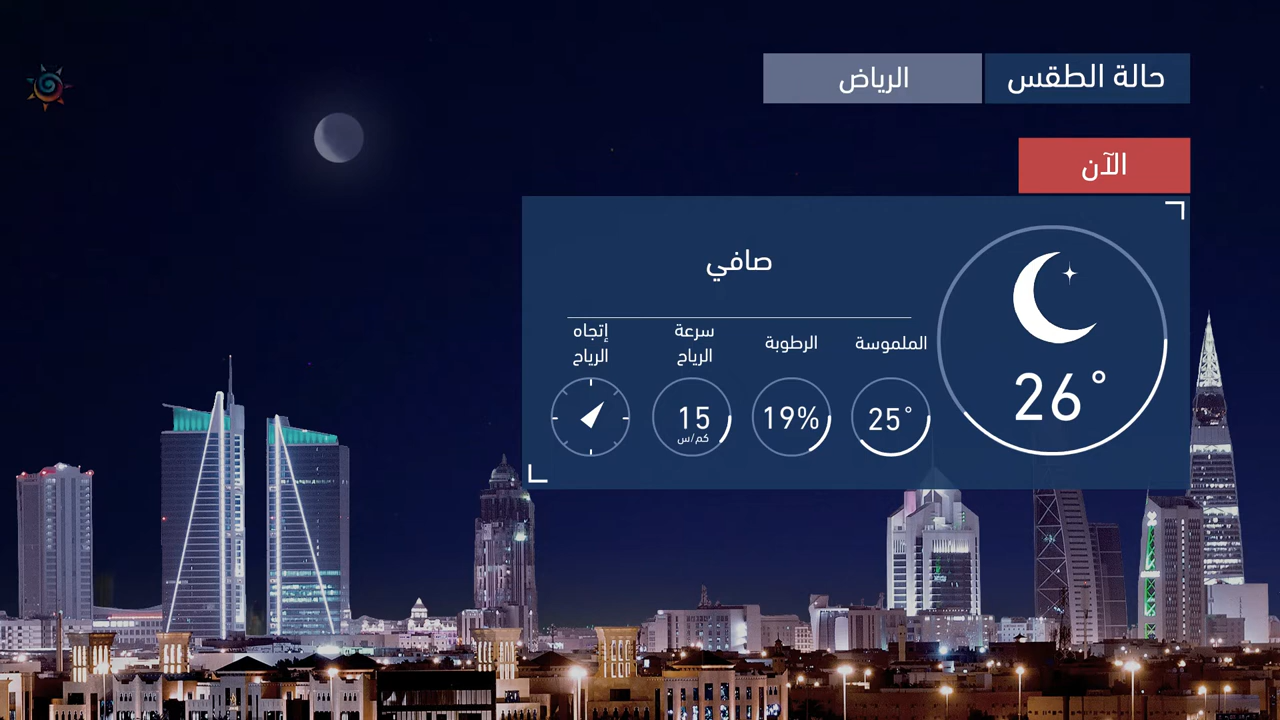 حالة الطقس
الرياض
الآن
صافي
26°
الملموسة
25°
الرطوبة
19%
سرعة
الرياح
15
كم/س
إتجاه
الرياح